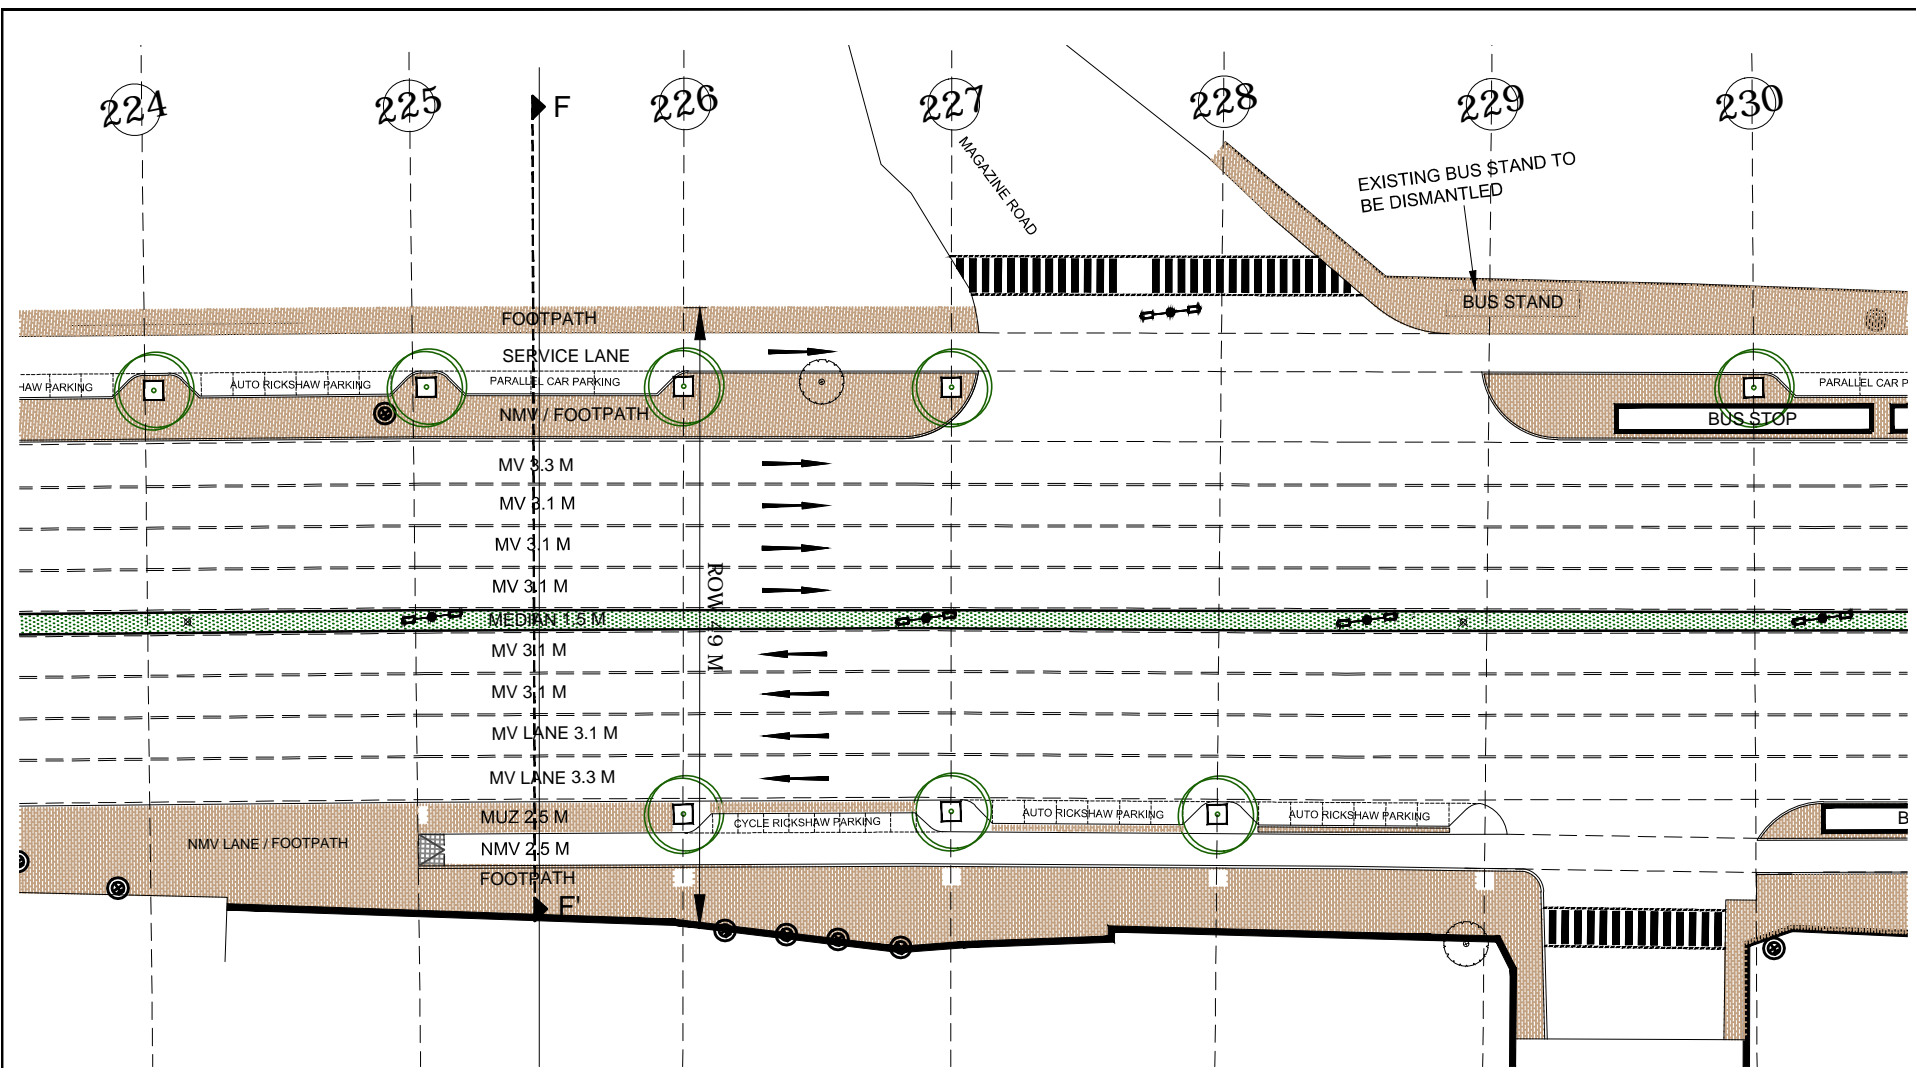 224
225
F
226
227
228
229
230
MAGAZINE ROAD
EXISTING BUS STAND TO
BE DISMANTLED
BUS STAND
FOOTPATH
SERVICE LANE
HAW PARKING
AUTO RICKSHAW PARKING
PARALLEL CAR PARKING
PARALLEL CAR P
NMV / FOOTPATH
BUS STOP
MV 3.3 M
MV 3.1 M
MV 3.1 M
MV 3.1 M
ROW 49 M
MEDIAN 1.5 M
MV 3.1 M
MV 3.1 M
MV LANE 3.1 M
MV LANE 3.3 M
MUZ 2.5 M
CYCLE RICKSHAW PARKING
AUTO RICKSHAW PARKING
AUTO RICKSHAW PARKING
B
NMV LANE / FOOTPATH
NMV 2.5 M
FOOTPATH
F'